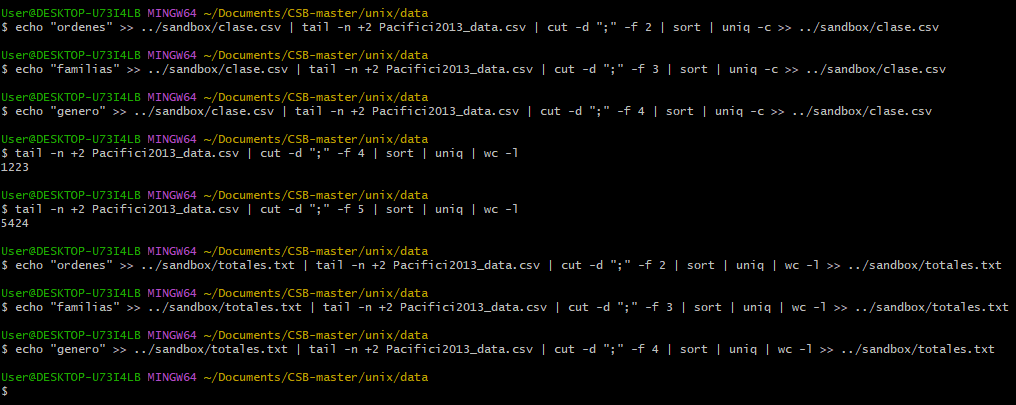 User@DESKTOP-U73I4LB MINGW64 ~/Documents/CSB-master/unix/data
$ echo "ordenes" >> ../sandbox/clase.csv | tail -n +2 Pacifici2013_data.csv | cut -d ";" -f 2 | sort | uniq -c >> ../sandbox/clase.csv
User@DESKTOP-U73I4LB MINGW64 ~/Documents/CSB-master/unix/data
$ echo "familias" >> ../sandbox/clase.csv | tail -n +2 Pacifici2013_data.csv | cut -d ";" -f 3 | sort | uniq -c >> ../sandbox/clase.csv
User@DESKTOP-U73I4LB MINGW64 ~/Documents/CSB-master/unix/data
$ echo "genero" >> ../sandbox/clase.csv | tail -n +2 Pacifici2013_data.csv | cut -d ";" -f 4 | sort | uniq -c >> ../sandbox/clase.csv
User@DESKTOP-U73I4LB MINGW64 ~/Documents/CSB-master/unix/data
$ tail -n +2 Pacifici2013_data.csv | cut -d ";" -f 4 | sort | uniq | wc -l
1223
User@DESKTOP-U73I4LB MINGW64 ~/Documents/CSB-master/unix/data
$ tail -n +2 Pacifici2013_data.csv | cut -d ";" -f 5 | sort | uniq | wc -l
5424
User@DESKTOP-U73I4LB MINGW64 ~/Documents/CSB-master/unix/data
$ echo "ordenes" >> ../sandbox/totales.txt | tail -n +2 Pacifici2013_data.csv | cut -d ";" -f 2 | sort | uniq | wc -l >> ../sandbox/totales.txt
User@DESKTOP-U73I4LB MINGW64 ~/Documents/CSB-master/unix/data
$ echo "familias" >> ../sandbox/totales.txt | tail -n +2 Pacifici2013_data.csv | cut -d ";" -f 3 | sort | uniq | wc -l >> ../sandbox/totales.txt
User@DESKTOP-U73I4LB MINGW64 ~/Documents/CSB-master/unix/data
$ echo "genero" >> ../sandbox/totales.txt | tail -n +2 Pacifici2013_data.csv | cut -d ";" -f 4 | sort | uniq | wc -l >> ../sandbox/totales.txt
User@DESKTOP-U73I4LB MINGW64 ~/Documents/CSB-master/unix/data
$